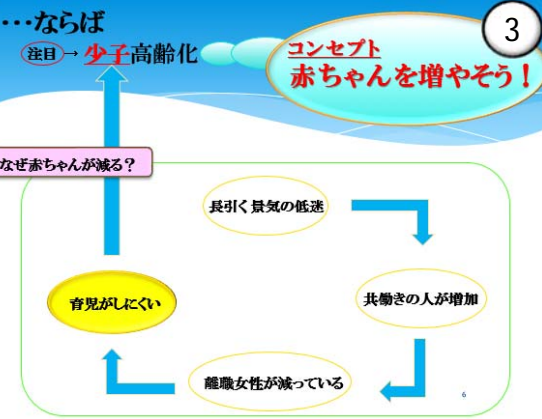 …ならば
3
注目→少子高齢化
コンセプト
赤ちゃんを増やそう！
なぜ赤ちゃんが減る？
長引く景気の低迷
共働きの人が増加
離職女性が減っている
育児がしにくい
6